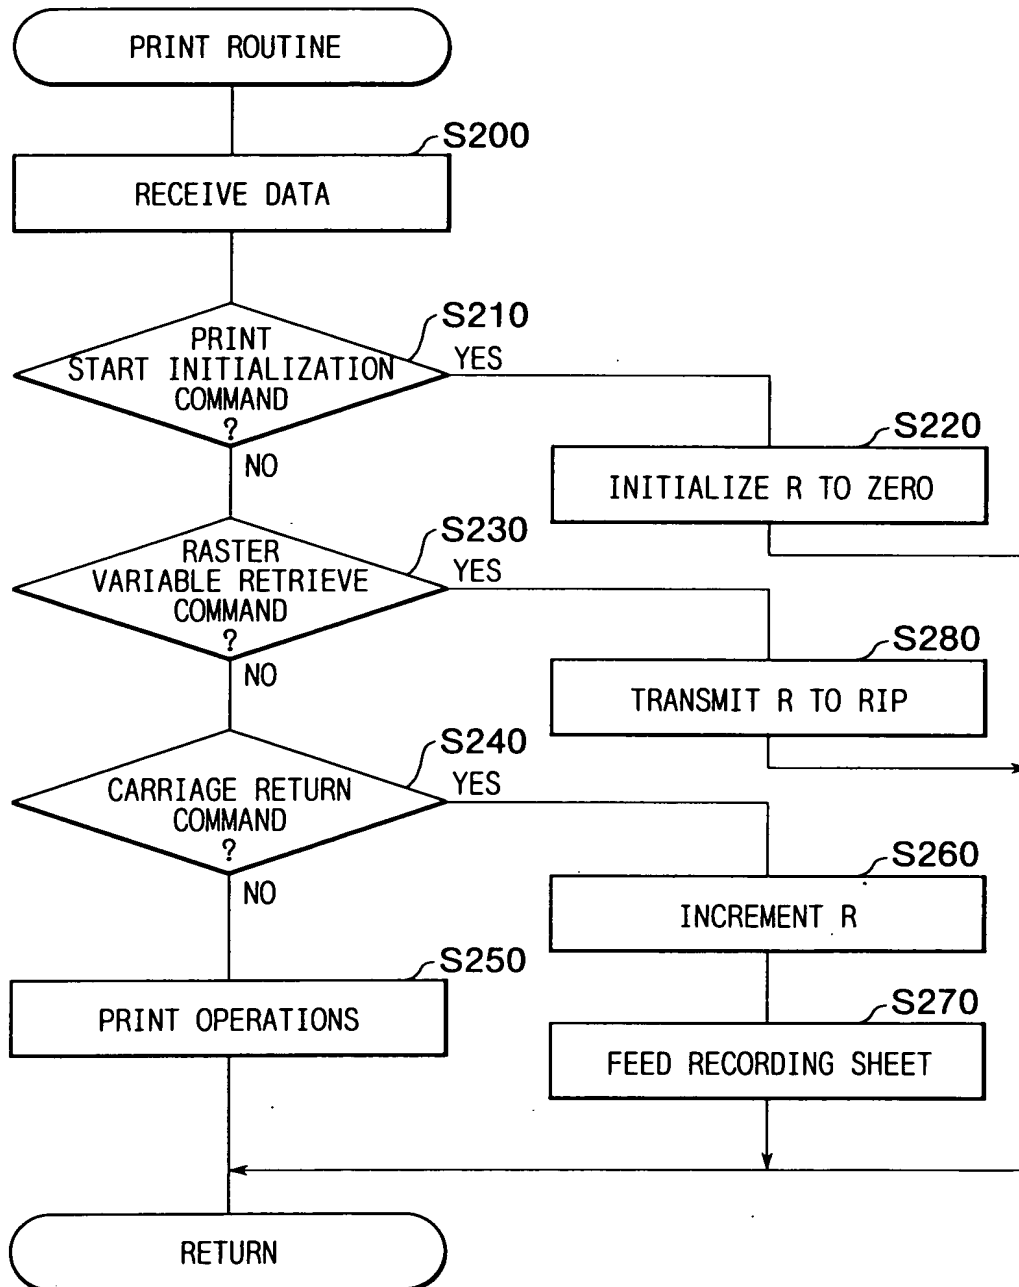 PRINT ROUTINE
S200
RECEIVE DATA
S210
PRINT
START INITIALIZATION
COMMAND
?
YES
NO
S220
INITIALIZE R TO ZERO
S230
RASTER
VARIABLE RETRIEVE
COMMAND
?
YES
NO
S280
TRANSMIT R TO RIP
S240
CARRIAGE RETURN
COMMAND
?
YES
NO
S260
INCREMENT R
S250
PRINT OPERATIONS
S270
FEED RECORDING SHEET
RETURN